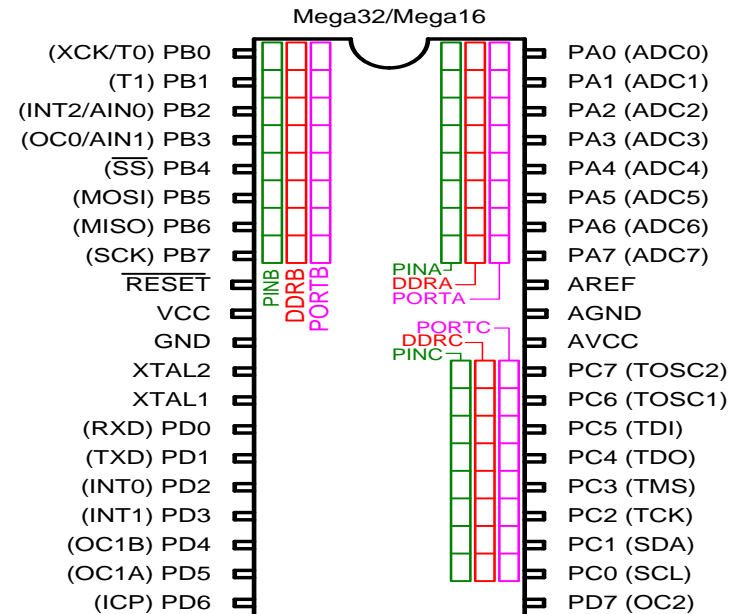 Mega32/Mega16
(XCK/T0) PB0
(T1) PB1
(INT2/AIN0) PB2
(OC0/AIN1) PB3
(S̅S̅) PB4
(MOSI) PB5
(MISO) PB6
(SCK) PB7
R̅E̅S̅E̅T̅
VCC
GND
XTAL2
XTAL1
(RXD) PD0
(TXD) PD1
(INT0) PD2
(INT1) PD3
(OC1B) PD4
(OC1A) PD5
(ICP) PD6
PINB
DDRB
PORTB
PINA
DDRA
PORTA
PORTC
DDRC
PINC
PA0 (ADC0)
PA1 (ADC1)
PA2 (ADC2)
PA3 (ADC3)
PA4 (ADC4)
PA5 (ADC5)
PA6 (ADC6)
PA7 (ADC7)
AREF
AGND
AVCC
PC7 (TOSC2)
PC6 (TOSC1)
PC5 (TDI)
PC4 (TDO)
PC3 (TMS)
PC2 (TCK)
PC1 (SDA)
PC0 (SCL)
PD7 (OC2)